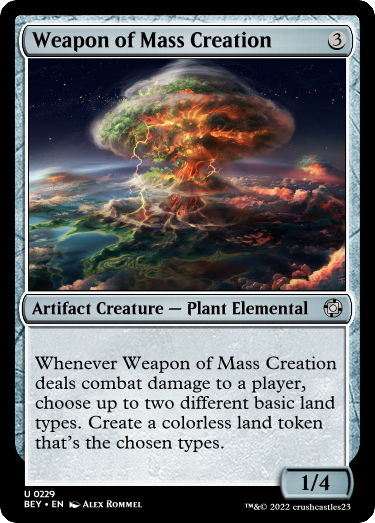 Weapon of Mass Creation 3
Artifact Creature — Plant Elemental
Whenever Weapon of Mass Creation
deals combat damage to a player,
choose up to two different basic land
types. Create a colorless land token
that's the chosen types.
1/4
U 0229
BEY • EN Alex Rommel
™&© 2022 crushcastles23